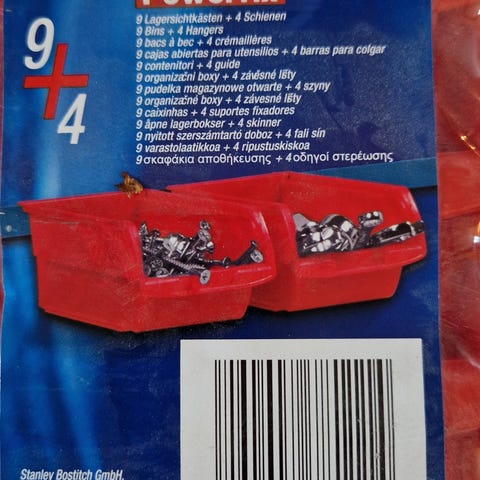 9
+
4
9 Lagersichtkästen + 4 Schienen
9 Bins + 4 Hangers
9 bacs à bec + 4 crémaillères
9 cajas abiertas para utensilios + 4 barras para colgar
9 contenitori + 4 guide
9 organizační boxy + 4 závěsné lišty
9 pudełka magazynowe otwarte + 4 szyny
9 organizačné boxy + 4 závesné lišty
9 caixinhas + 4 suportes fixadores
9 åpne lagerbokser + 4 skinner
9 nyitott szerszámtartó doboz + 4 fali sín
9 varastolaatikkoa + 4 ripustuskiskoa
9 σκαφάκια αποθήκευσης + 4 οδηγοί στερέωσης
Stanley Bostitch GmbH.